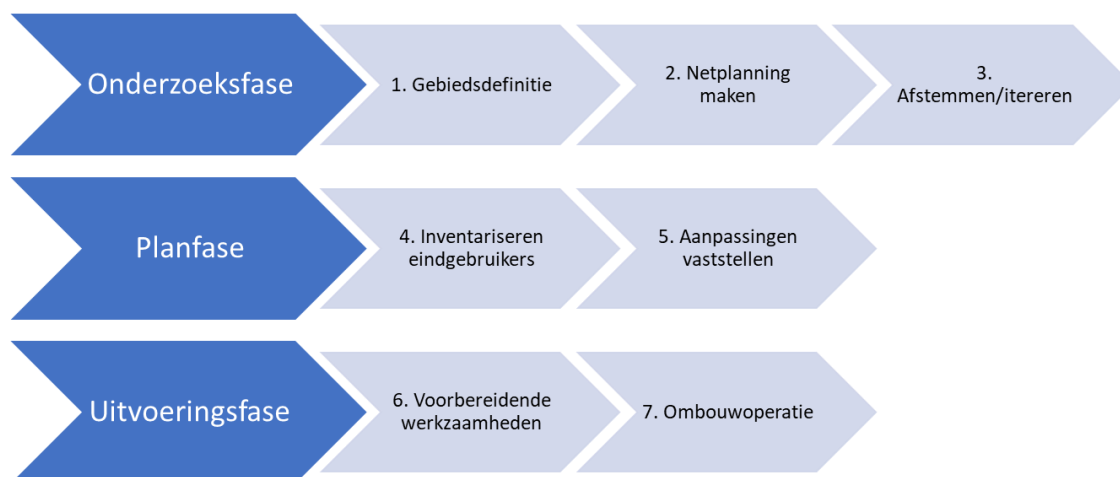 Onderzoeksfase
1. Gebiedsdefinitie
2. Netplanning
maken
3.
Afstemmen/itereren
Planfase
4. Inventariseren
eindgebruikers
5. Aanpassingen
vaststellen
Uitvoeringsfase
6. Voorbereidende
werkzaamheden
7. Ombouwoperatie